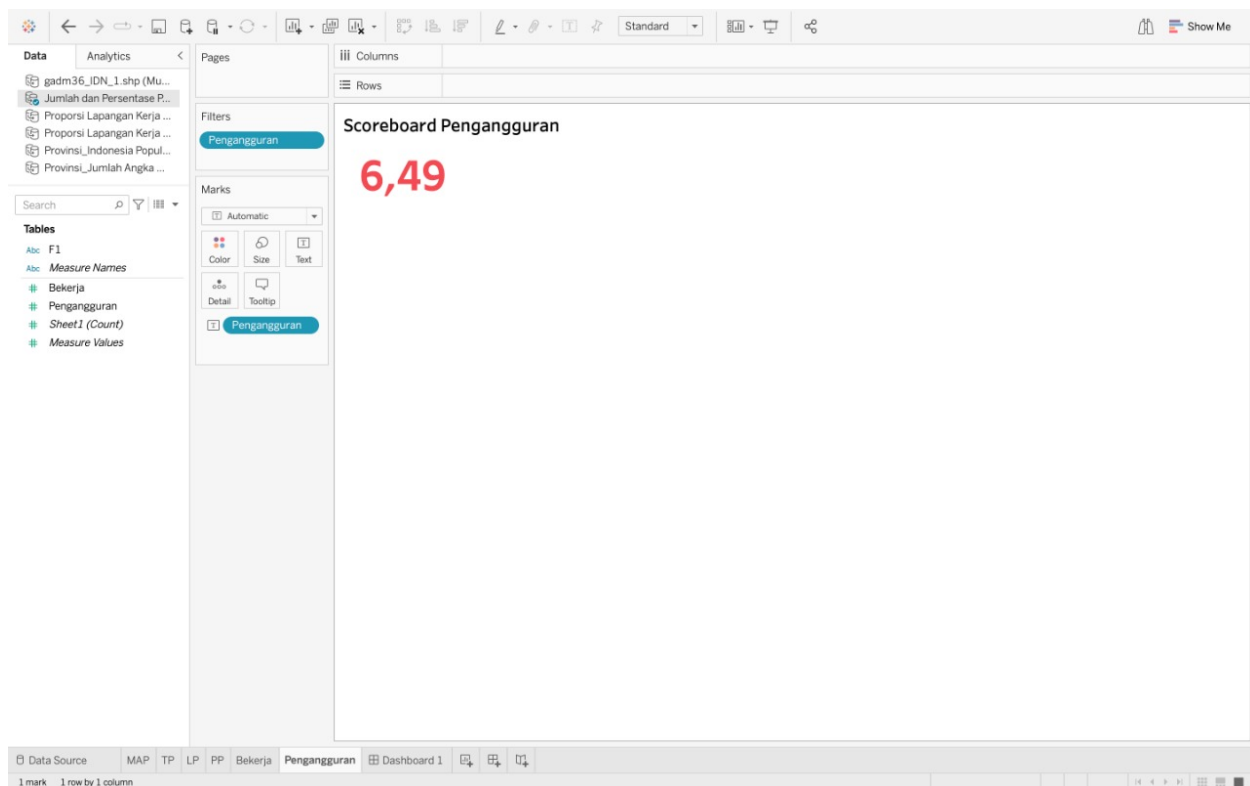 Standard
Show Me
Data
Analytics
gadm36_IDN_1.shp (Mu...
Jumlah dan Persentase P...
Proporsi Lapangan Kerja ...
Proporsi Lapangan Kerja ...
Provinsi_Indonesia Popul...
Provinsi_Jumlah Angka ...
Search
Tables
Abc F1
Abc Measure Names
# Bekerja
# Pengangguran
# Sheet1 (Count)
# Measure Values
Pages
Filters
Pengangguran
Marks
Automatic
Color Size Text
Detail Tooltip
Pengangguran
Columns
Rows
Scoreboard Pengangguran
6,49
Data Source MAP TP LP PP Bekerja Pengangguran Dashboard 1
1 mark 1 row by 1 column